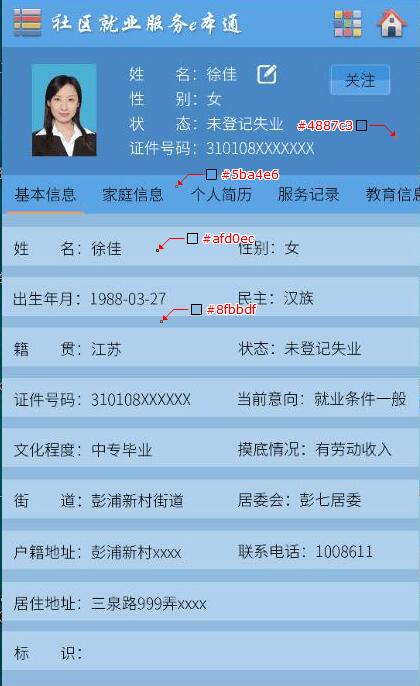 社区就业服务e本通
姓　　名：徐佳
关注
性　　别：女
状　　态：未登记失业
#4887c3
证件号码：310108XXXXXXX
#5ba4e6
基本信息 家庭信息 个人简历 服务记录 教育信息
#afd0ec
姓　　名：徐佳 性别：女
出生年月：1988-03-27 民主：汉族
#8fbbdf
籍　　贯：江苏 状态：未登记失业
证件号码：310108XXXXXX 当前意向：就业条件一般
文化程度：中专毕业 摸底情况：有劳动收入
街　　道：彭浦新村街道 居委会：彭七居委
户籍地址：彭浦新村xxxx 联系电话：1008611
居住地址：三泉路999弄xxxx
标　　识：